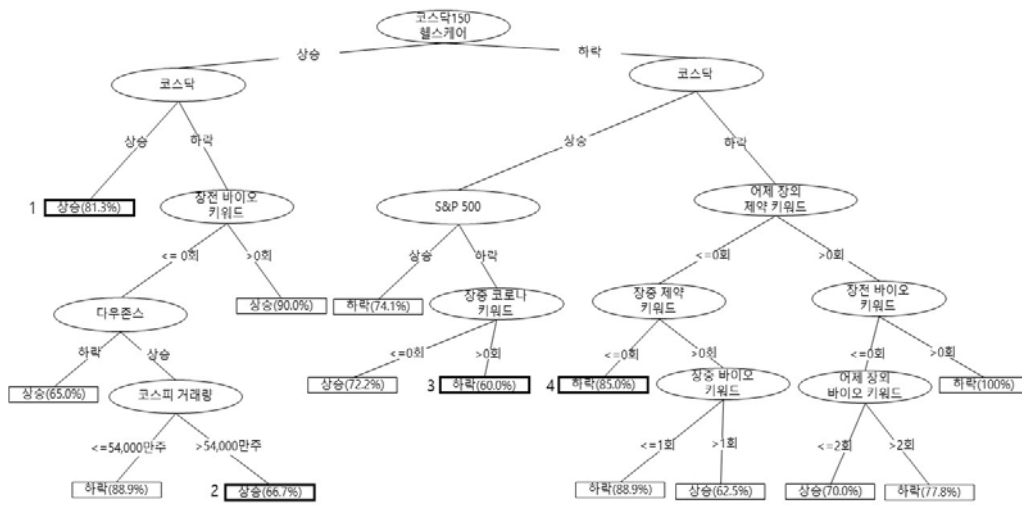 코스닥150
헬스케어
상승
하락
코스닥
코스닥
상승
하락
상승
하락
1 상승(81.3%)
장전 바이오
키워드
S&P 500
어제 장외
제약 키워드
<= 0회
>0회
상승
하락
<=0회
>0회
다우존스
상승(90.0%)
하락(74.1%)
장중 코로나
키워드
장중 제약
키워드
장전 바이오
키워드
하락
상승
<=0회
>0회
<=0회
>0회
<=0회
>0회
상승(65.0%)
코스피 거래량
상승(72.2%)
3 하락(60.0%)
4 하락(85.0%)
장중 바이오
키워드
어제 장외
바이오 키워드
하락(100%)
<=54,000만주
>54,000만주
<=1회
>1회
<=2회
>2회
하락(88.9%)
2 상승(66.7%)
하락(88.9%)
상승(62.5%)
상승(70.0%)
하락(77.8%)